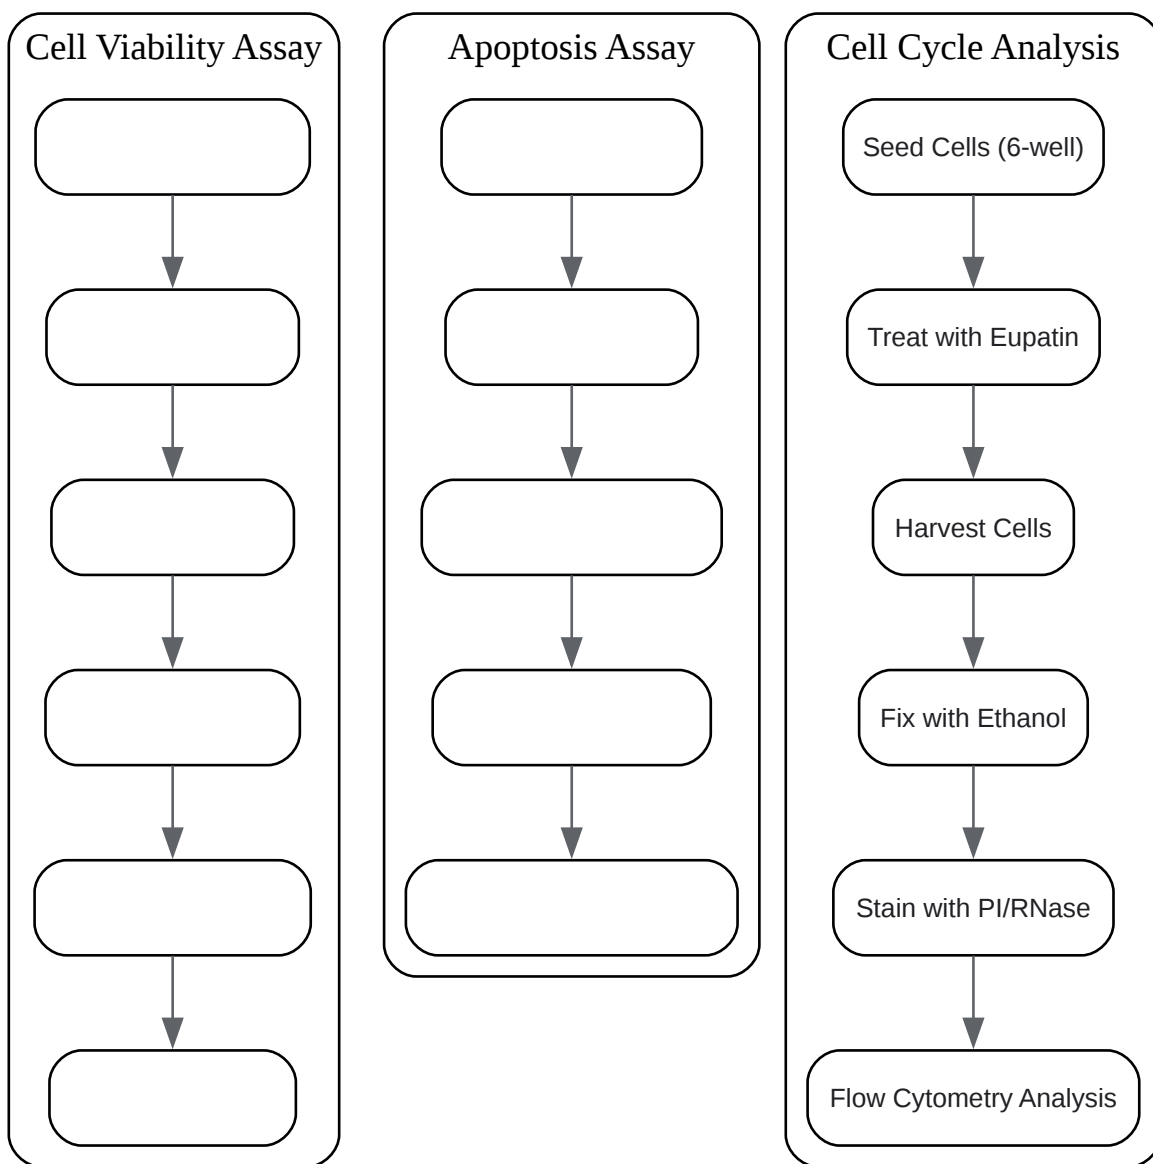 Cell Viability Assay
Apoptosis Assay
Cell Cycle Analysis
Seed Cells (6-well)
Treat with Eupatin
Harvest Cells
Fix with Ethanol
Stain with PI/RNase
Flow Cytometry Analysis